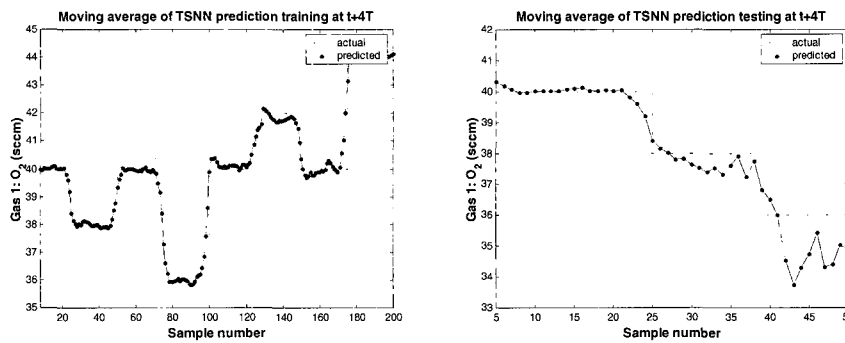 Moving average of TSNN prediction training at t+4T
actual
predicted
45
44
43
42
41
40
39
38
37
36
35
Gas 1: O2 (sccm)
20 40 60 80 100 120 140 160 180 200
Sample number
Moving average of TSNN prediction testing at t+4T
actual
predicted
42
41
40
39
38
37
36
35
34
33
Gas 1: O2 (sccm)
5 10 15 20 25 30 35 40 45
Sample number